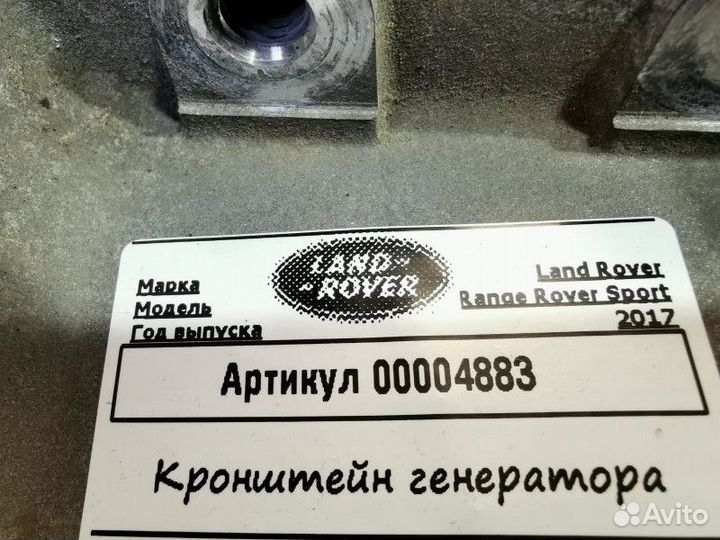 LAND-
-ROVER
Марка Land Rover
Модель Range Rover Sport
Год выпуска 2017
Артикул 00004883
Кронштейн генератора
Avito